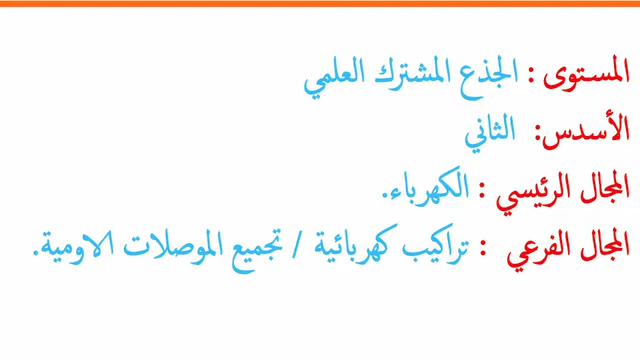 المستوى : الجذع المشترك العلمي
الأسدس: الثاني
المجال الرئيسي : الكهرباء.
المجال الفرعي : تراكيب كهربائية / تجميع الموصلات الاومية.